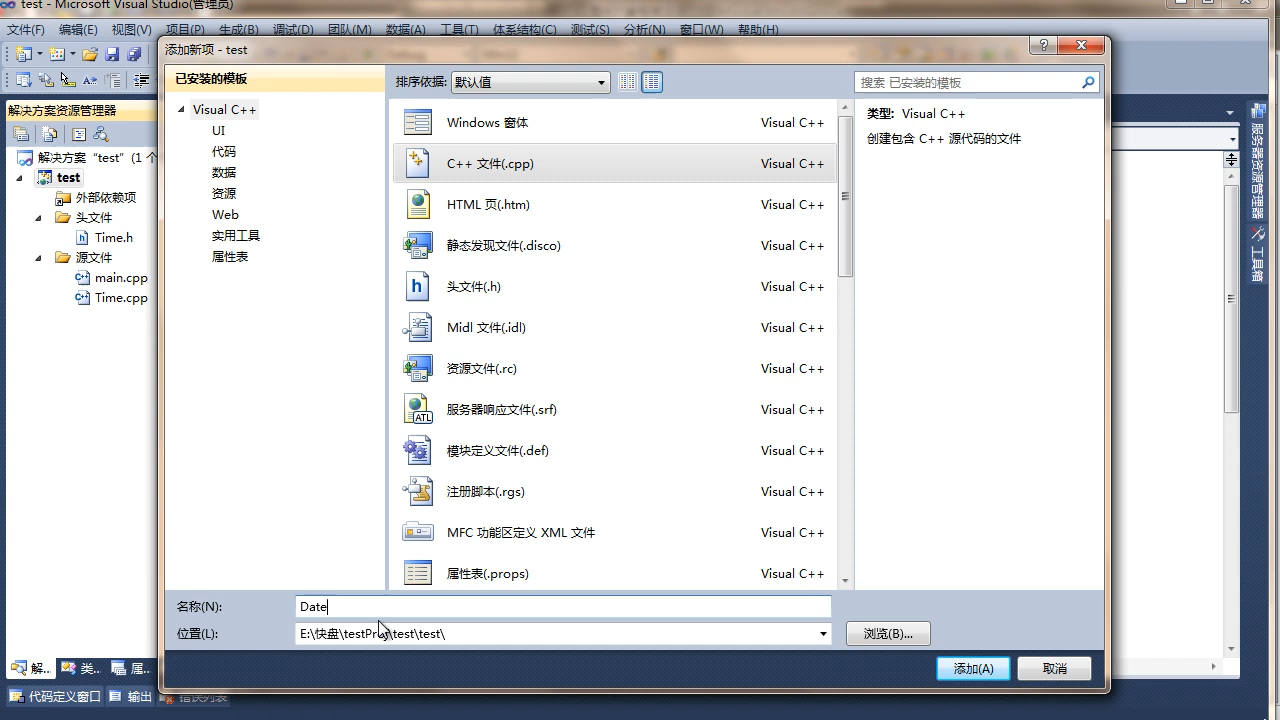 test - Microsoft Visual Studio(管理员)
文件(F) 编辑(E) 视图(V) 项目(P) 生成(B) 调试(D) 团队(M) 数据(A) 工具(T) 体系结构(C) 测试(S) 分析(N) 窗口(W) 帮助(H)
添加新项 - test
已安装的模板
排序依据: 默认值
搜索 已安装的模板
Visual C++
UI
代码
数据
资源
Web
实用工具
属性表
Windows 窗体 Visual C++
C++ 文件(.cpp) Visual C++
HTML 页(.htm) Visual C++
静态发现文件(.disco) Visual C++
头文件(.h) Visual C++
Midl 文件(.idl) Visual C++
资源文件(.rc) Visual C++
服务器响应文件(.srf) Visual C++
模块定义文件(.def) Visual C++
注册脚本(.rgs) Visual C++
MFC 功能区定义 XML 文件 Visual C++
属性表(.props) Visual C++
类型: Visual C++
创建包含 C++ 源代码的文件
名称(N): Date
位置(L): E:\快盘\testProj\test\test\
浏览(B)...
添加(A) 取消
解决方案资源管理器
解决方案 “test” (1 个
test
外部依赖项
头文件
Time.h
源文件
main.cpp
Time.cpp
解... 类... 属...
代码定义窗口 输出 错误列表
服务器资源管理器
工具箱